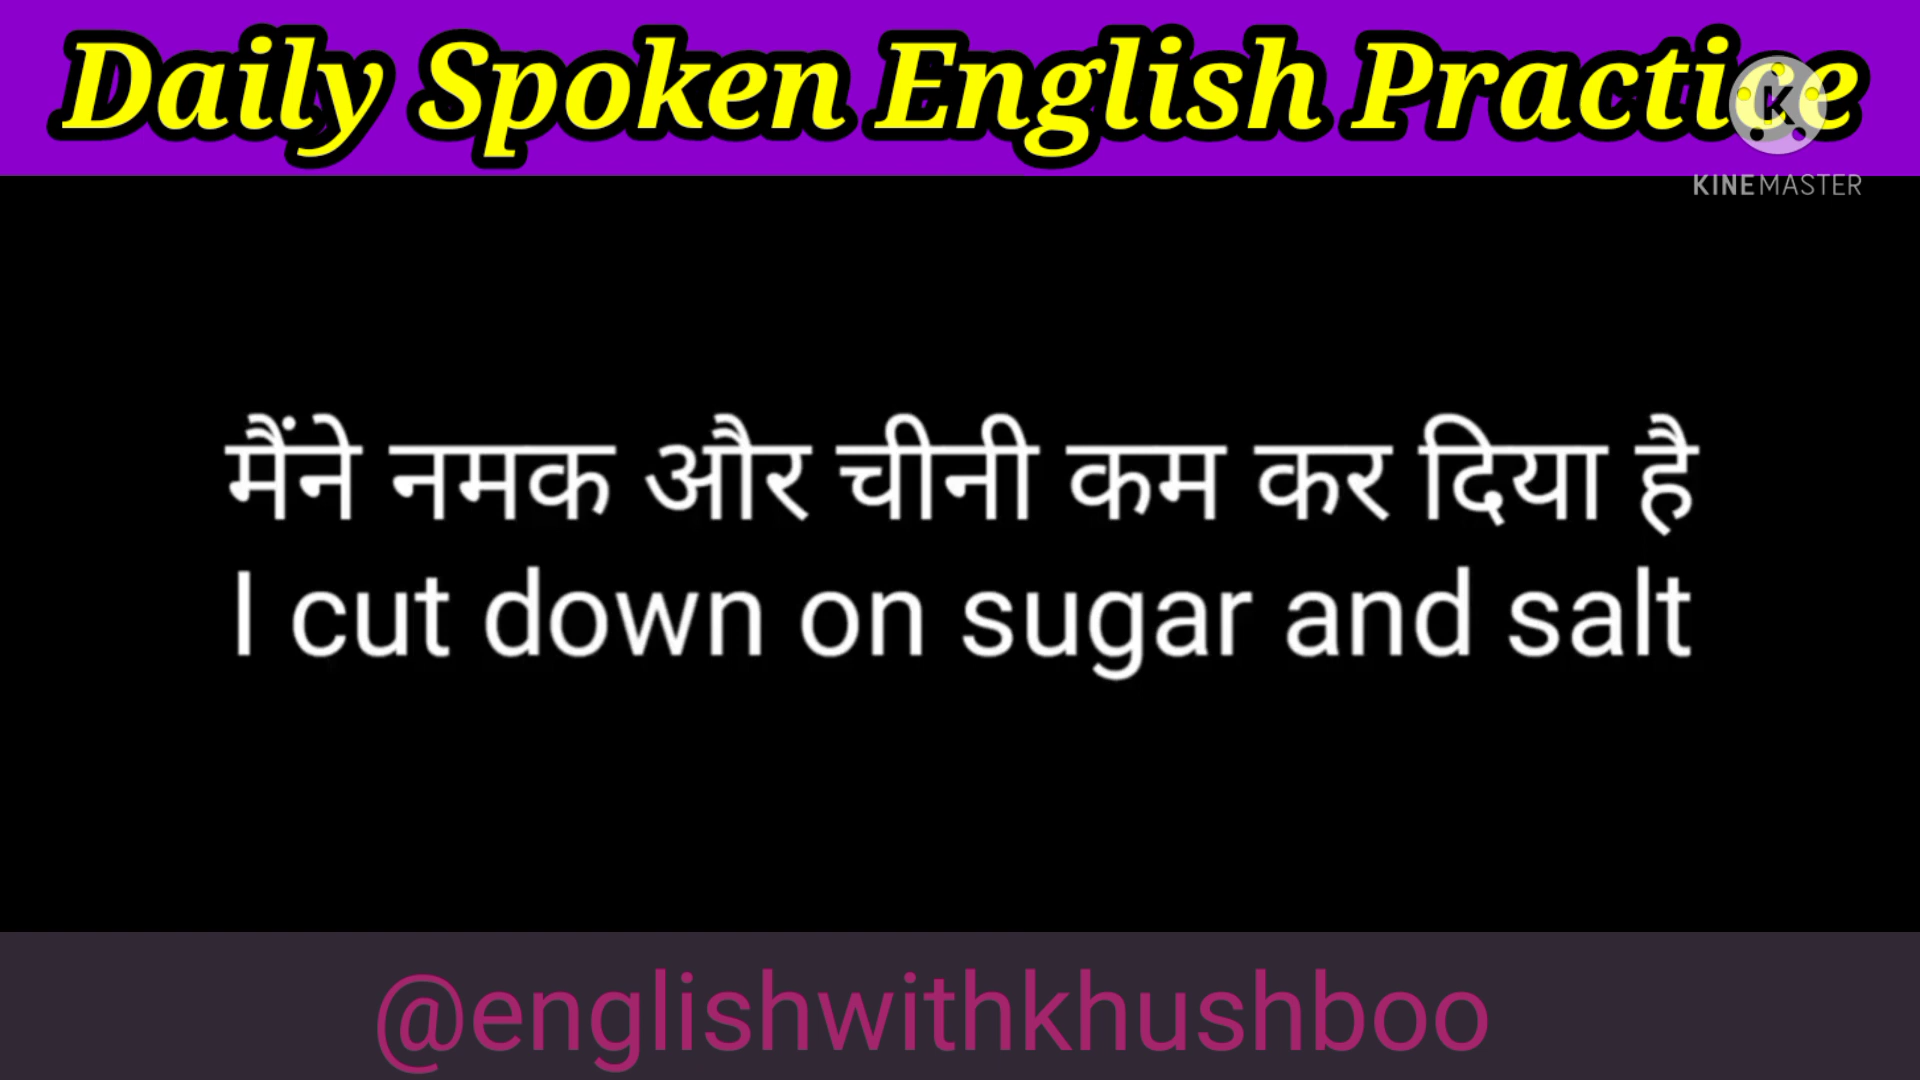 Daily Spoken English Practice
KINEMASTER
मैंने नमक और चीनी कम कर दिया है
I cut down on sugar and salt
@englishwithkhushboo